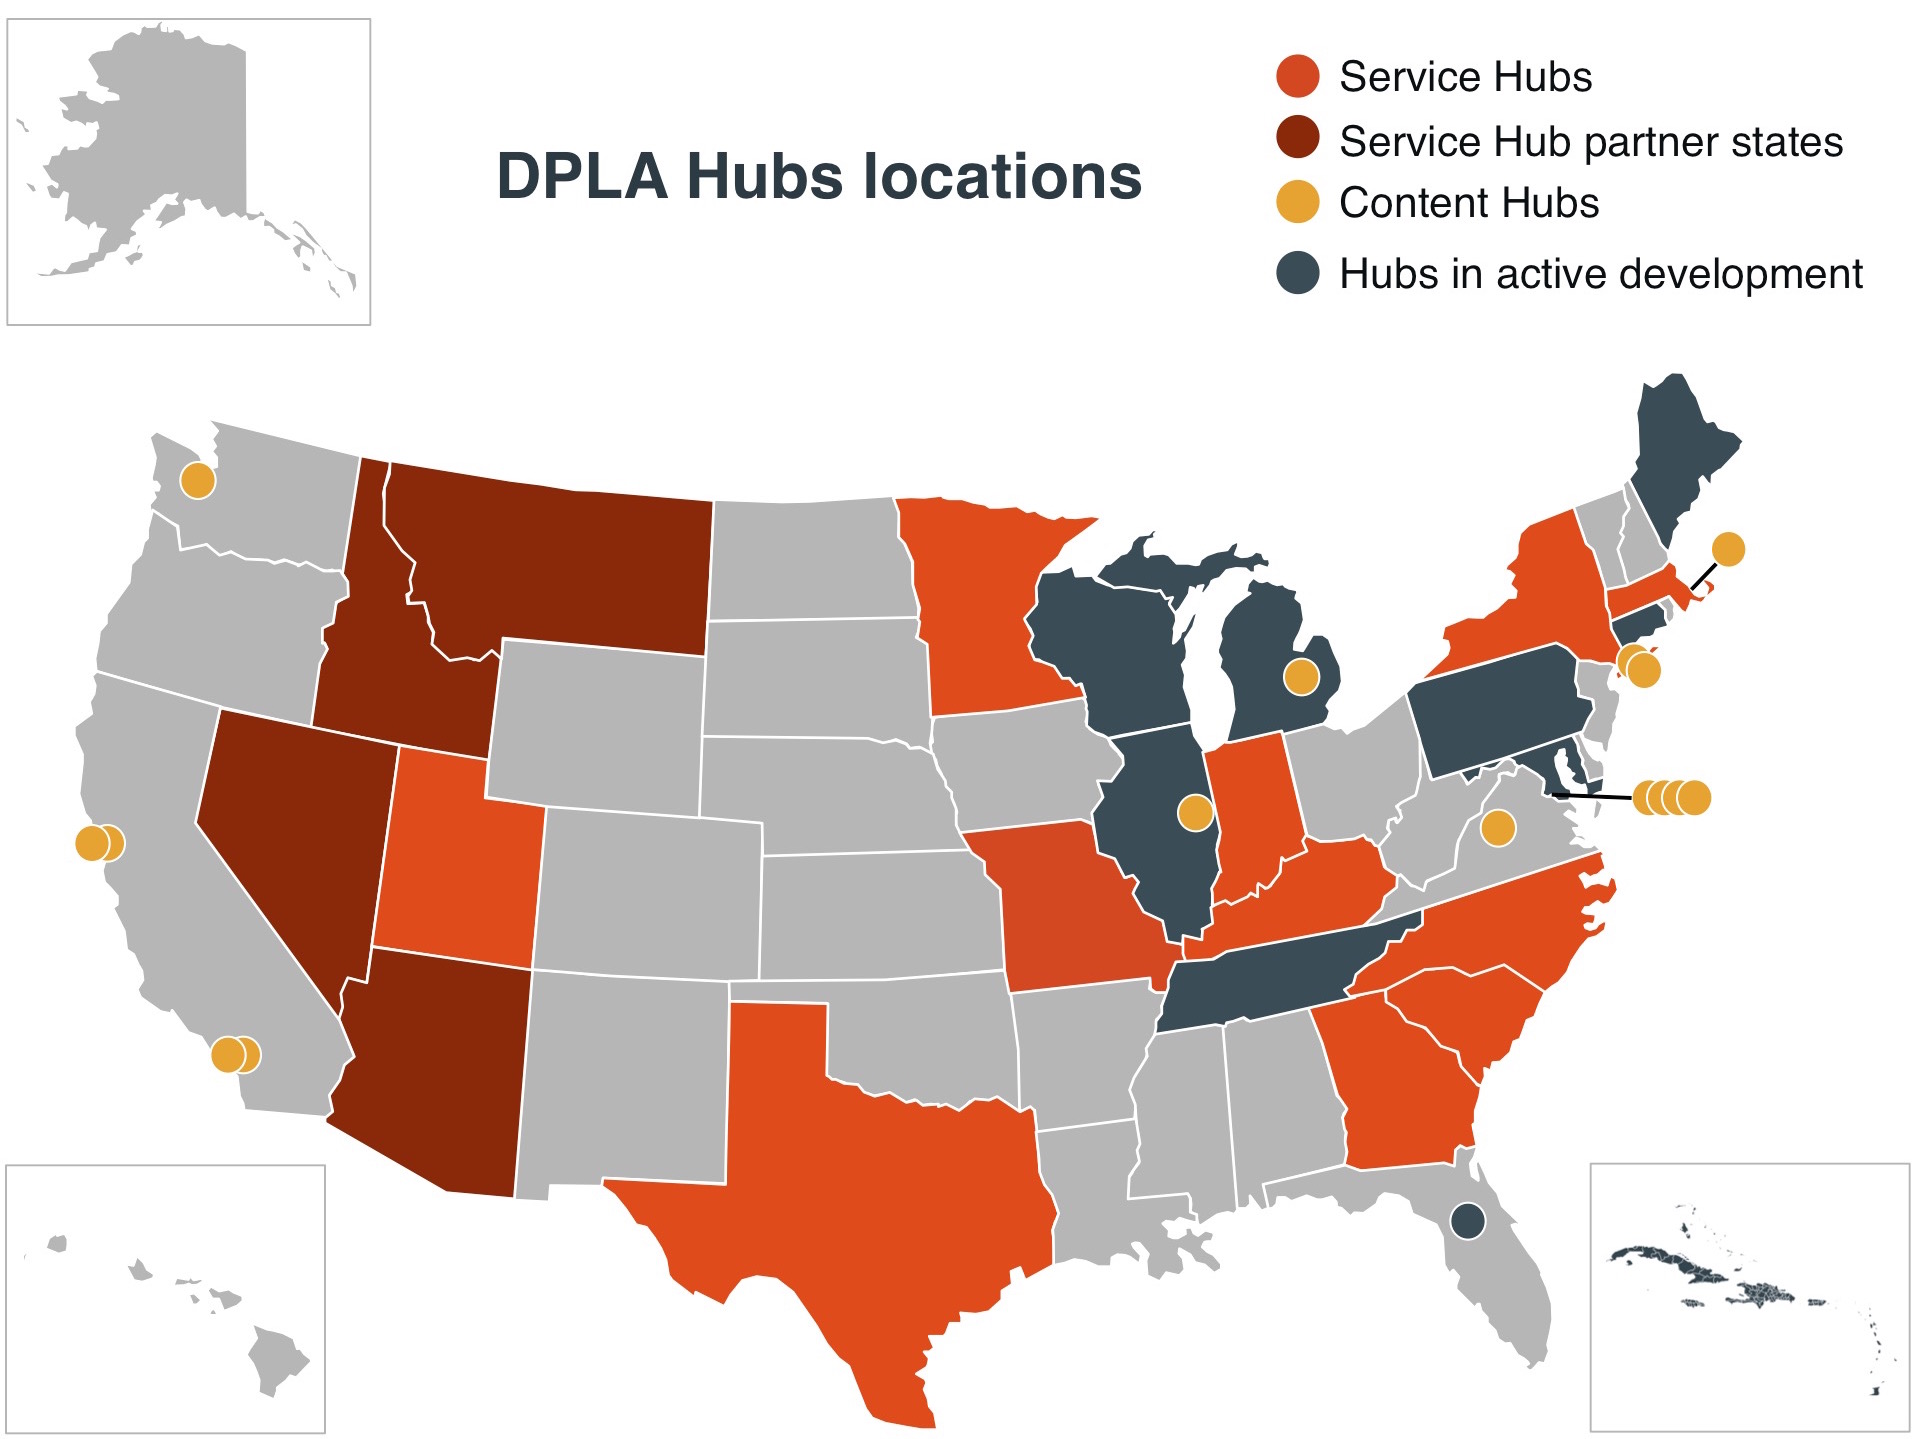 DPLA Hubs locations
Service Hubs
Service Hub partner states
Content Hubs
Hubs in active development